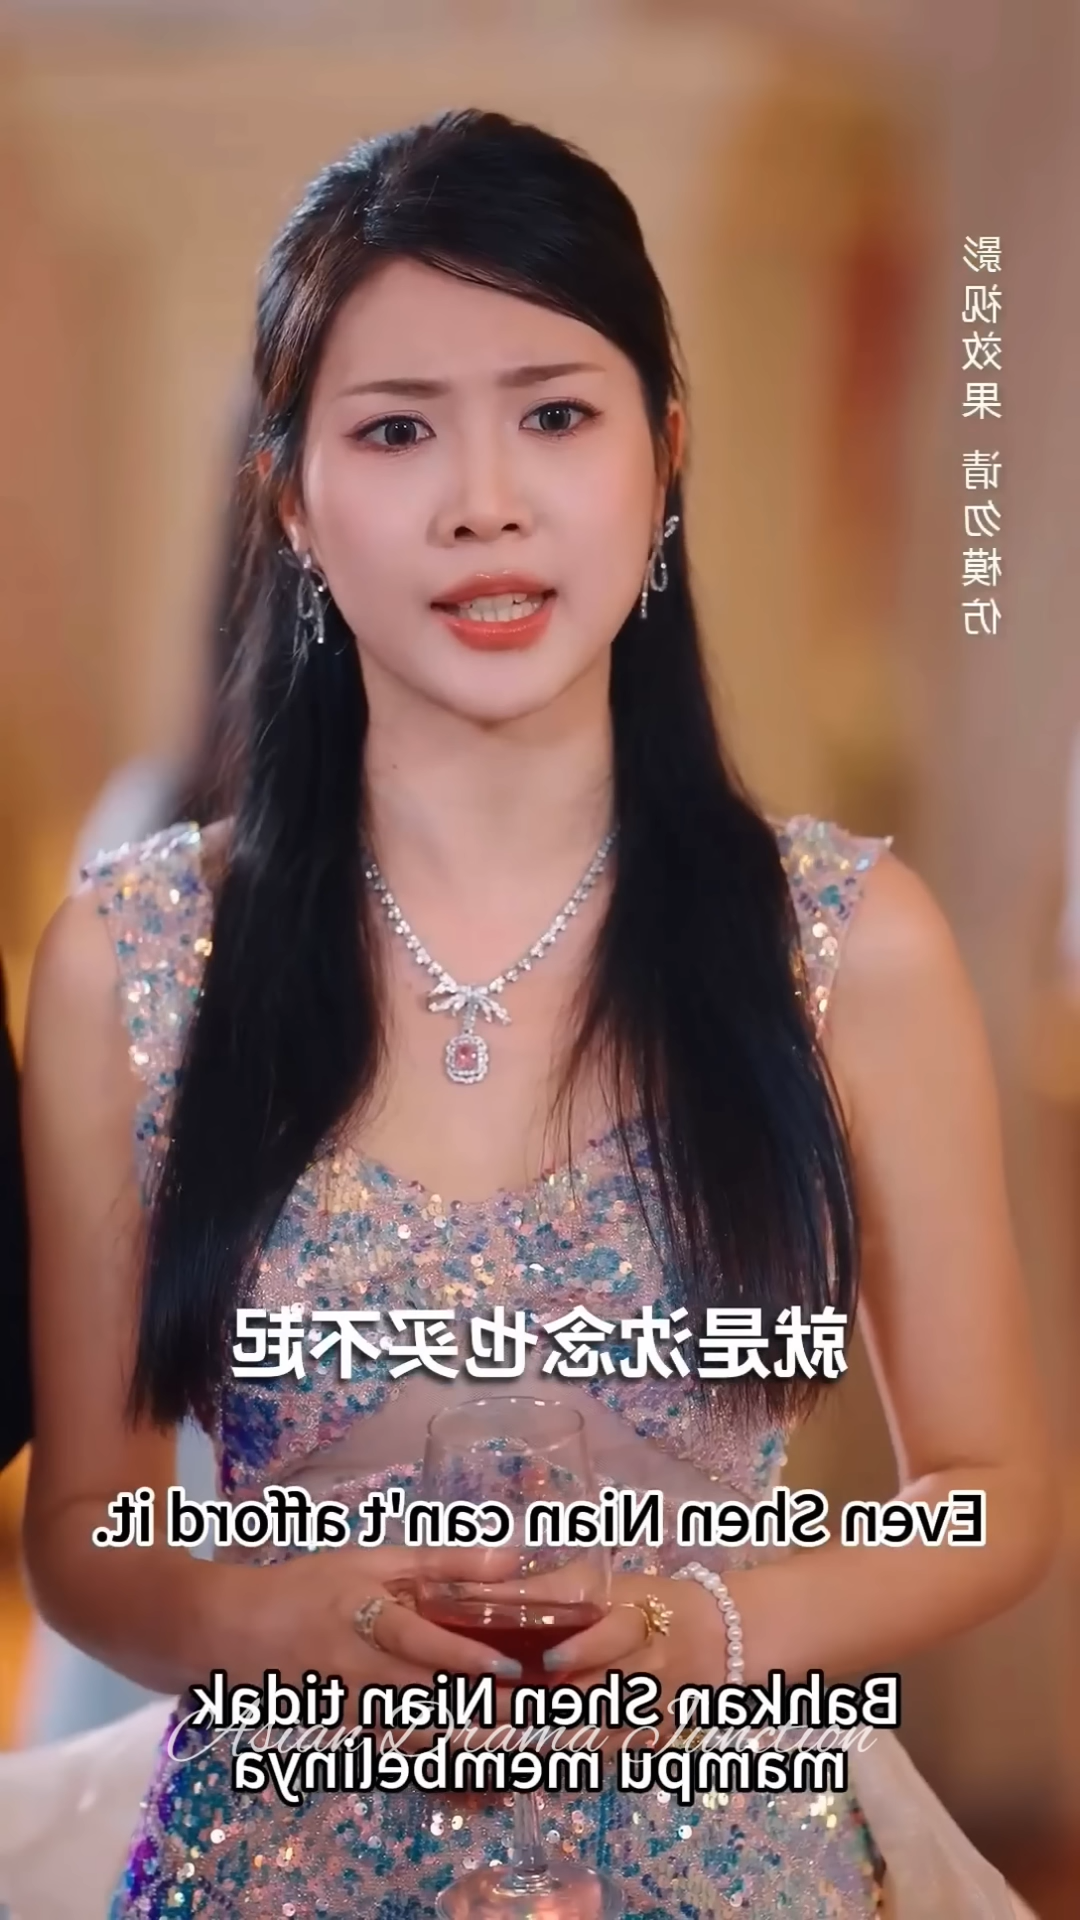 影视效果 请勿模仿
就是沈念也买不起
Even Shen Nian can't afford it.
Bahkan Shen Nian tidak
Asian Drama Junction
mampu membelinya